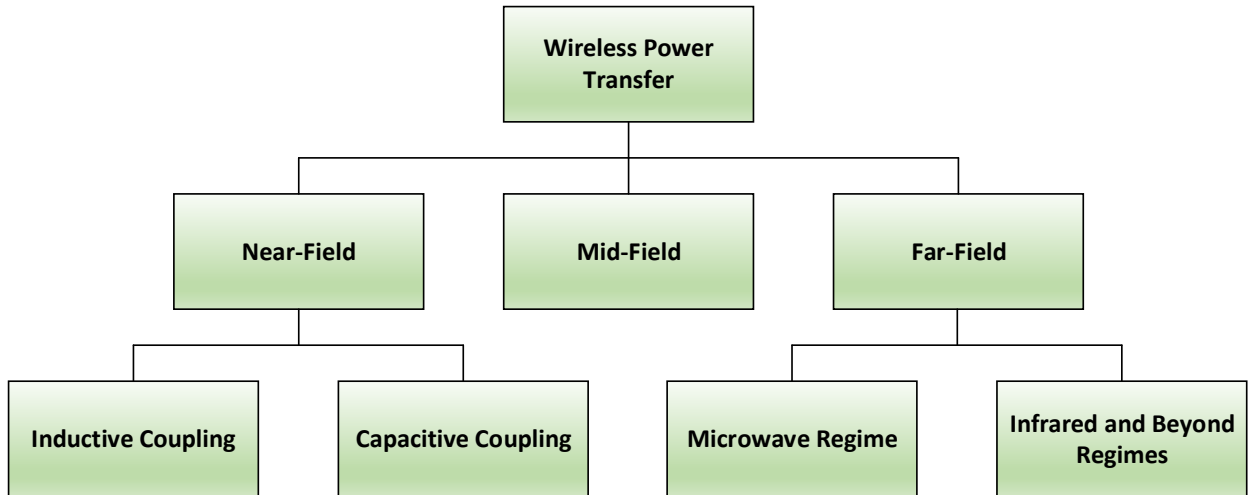 Wireless Power
Transfer
Near-Field
Mid-Field
Far-Field
Inductive Coupling
Capacitive Coupling
Microwave Regime
Infrared and Beyond
Regimes